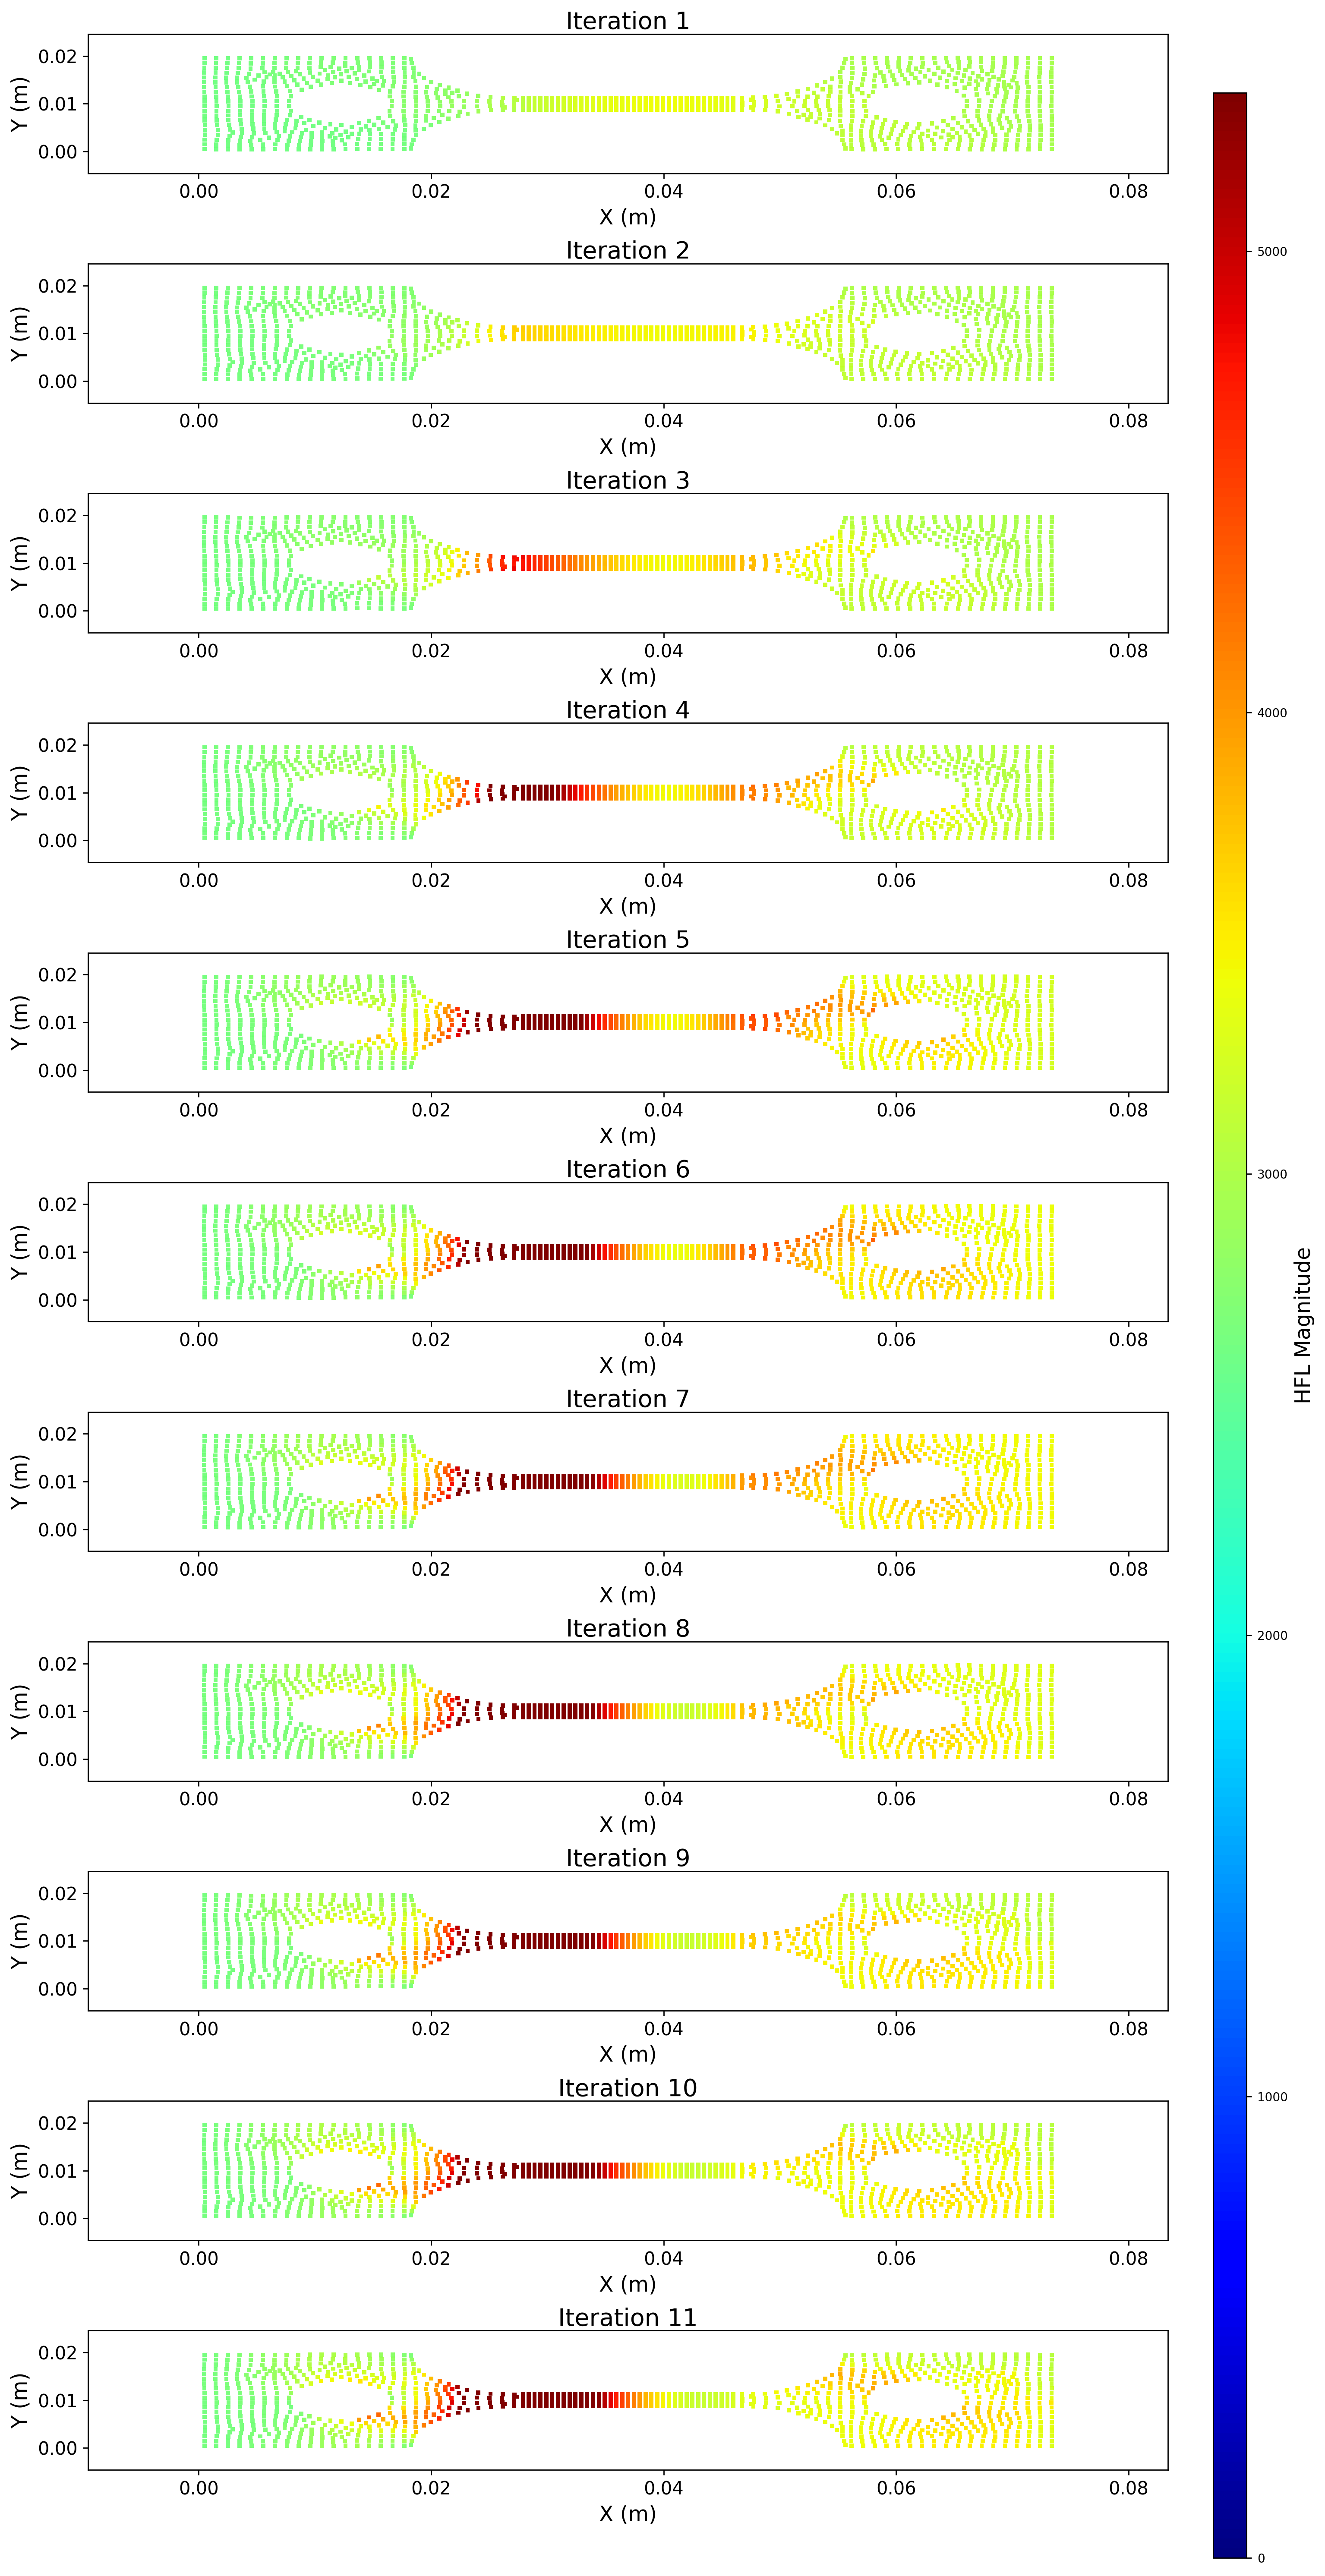 Iteration 1
Y (m)
0.02
0.01
0.00
0.00 0.02 0.04 0.06 0.08
X (m)
Iteration 2
Y (m)
0.02
0.01
0.00
0.00 0.02 0.04 0.06 0.08
X (m)
Iteration 3
Y (m)
0.02
0.01
0.00
0.00 0.02 0.04 0.06 0.08
X (m)
Iteration 4
Y (m)
0.02
0.01
0.00
0.00 0.02 0.04 0.06 0.08
X (m)
Iteration 5
Y (m)
0.02
0.01
0.00
0.00 0.02 0.04 0.06 0.08
X (m)
Iteration 6
Y (m)
0.02
0.01
0.00
0.00 0.02 0.04 0.06 0.08
X (m)
Iteration 7
Y (m)
0.02
0.01
0.00
0.00 0.02 0.04 0.06 0.08
X (m)
Iteration 8
Y (m)
0.02
0.01
0.00
0.00 0.02 0.04 0.06 0.08
X (m)
Iteration 9
Y (m)
0.02
0.01
0.00
0.00 0.02 0.04 0.06 0.08
X (m)
Iteration 10
Y (m)
0.02
0.01
0.00
0.00 0.02 0.04 0.06 0.08
X (m)
Iteration 11
Y (m)
0.02
0.01
0.00
0.00 0.02 0.04 0.06 0.08
X (m)
5000
4000
3000
2000
1000
0
HFL Magnitude